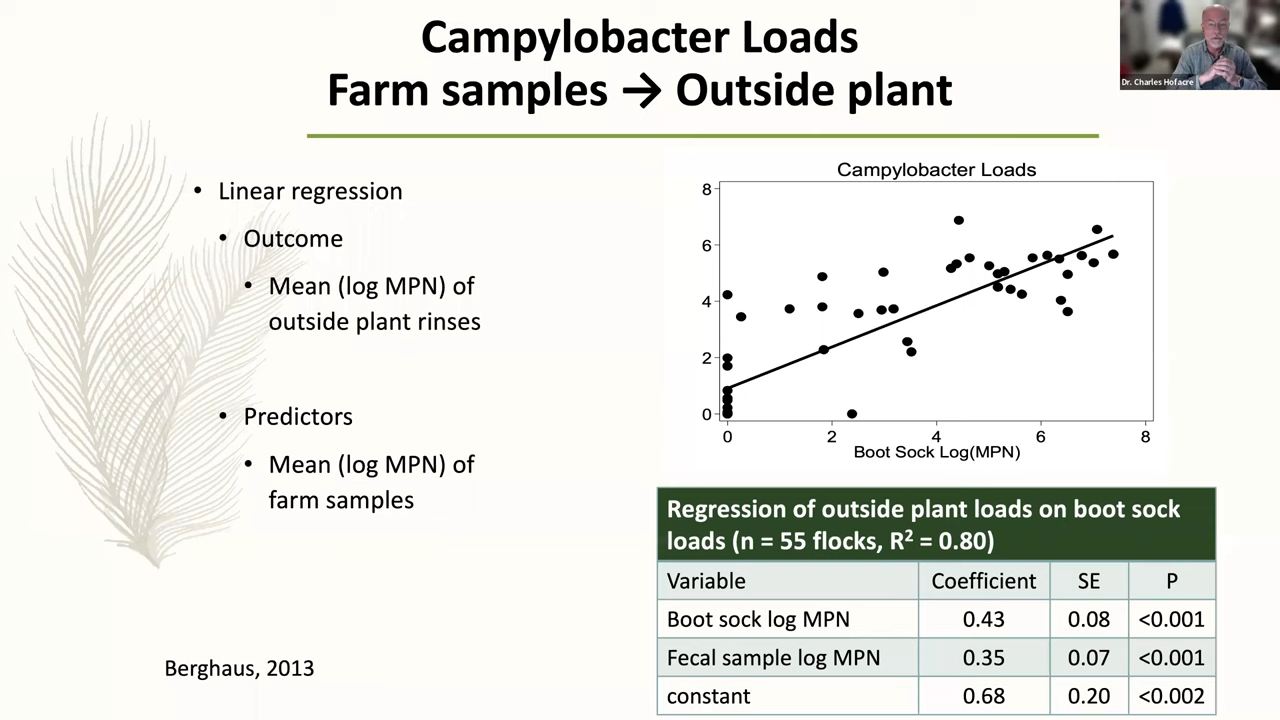 Campylobacter Loads
Farm samples → Outside plant
Dr. Charles Hofacre
• Linear regression
• Outcome
• Mean (log MPN) of
outside plant rinses
• Predictors
• Mean (log MPN) of
farm samples
Berghaus, 2013
Campylobacter Loads
8
6
4
2
0
0 2 4 6 8
Boot Sock Log(MPN)
Regression of outside plant loads on boot sock
loads (n = 55 flocks, R² = 0.80)
Variable Coefficient SE P
Boot sock log MPN 0.43 0.08 <0.001
Fecal sample log MPN 0.35 0.07 <0.001
constant 0.68 0.20 <0.002